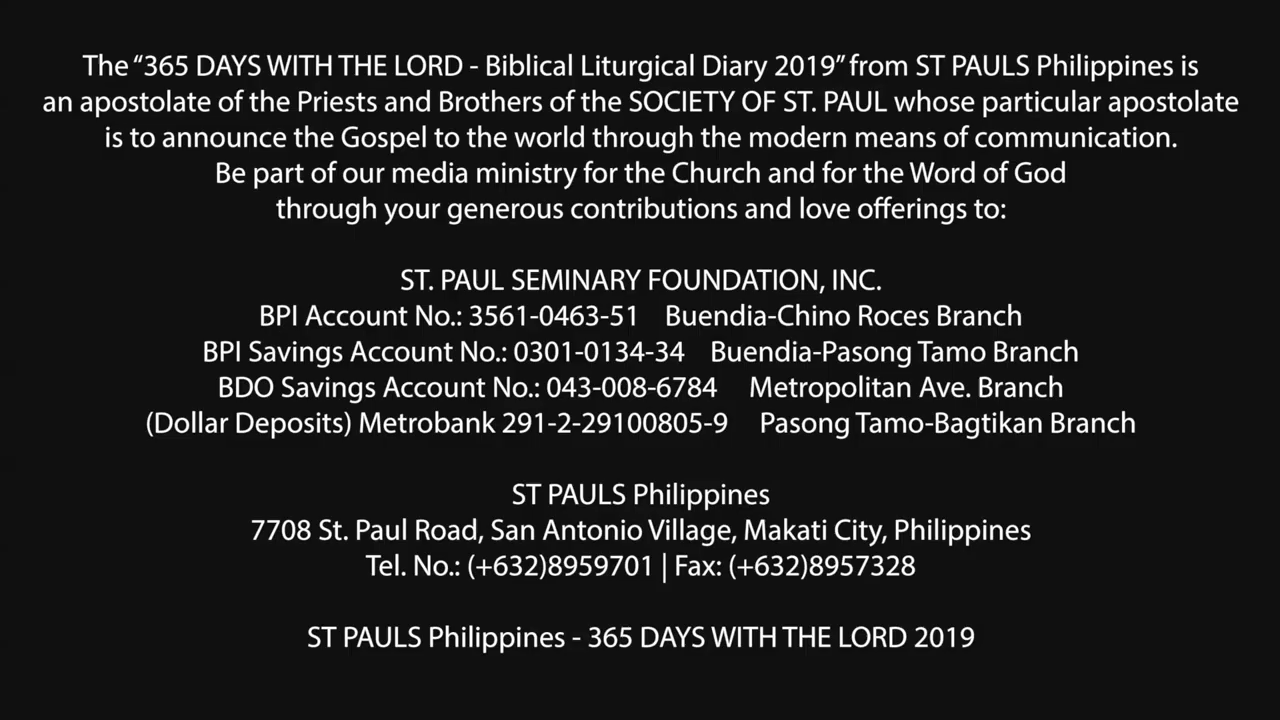 The “365 DAYS WITH THE LORD - Biblical Liturgical Diary 2019” from ST PAULS Philippines is
an apostolate of the Priests and Brothers of the SOCIETY OF ST. PAUL whose particular apostolate
is to announce the Gospel to the world through the modern means of communication.
Be part of our media ministry for the Church and for the Word of God
through your generous contributions and love offerings to:
ST. PAUL SEMINARY FOUNDATION, INC.
BPI Account No.: 3561-0463-51 Buendia-Chino Roces Branch
BPI Savings Account No.: 0301-0134-34 Buendia-Pasong Tamo Branch
BDO Savings Account No.: 043-008-6784 Metropolitan Ave. Branch
(Dollar Deposits) Metrobank 291-2-29100805-9 Pasong Tamo-Bagtikan Branch
ST PAULS Philippines
7708 St. Paul Road, San Antonio Village, Makati City, Philippines
Tel. No.: (+632)8959701 | Fax: (+632)8957328
ST PAULS Philippines - 365 DAYS WITH THE LORD 2019